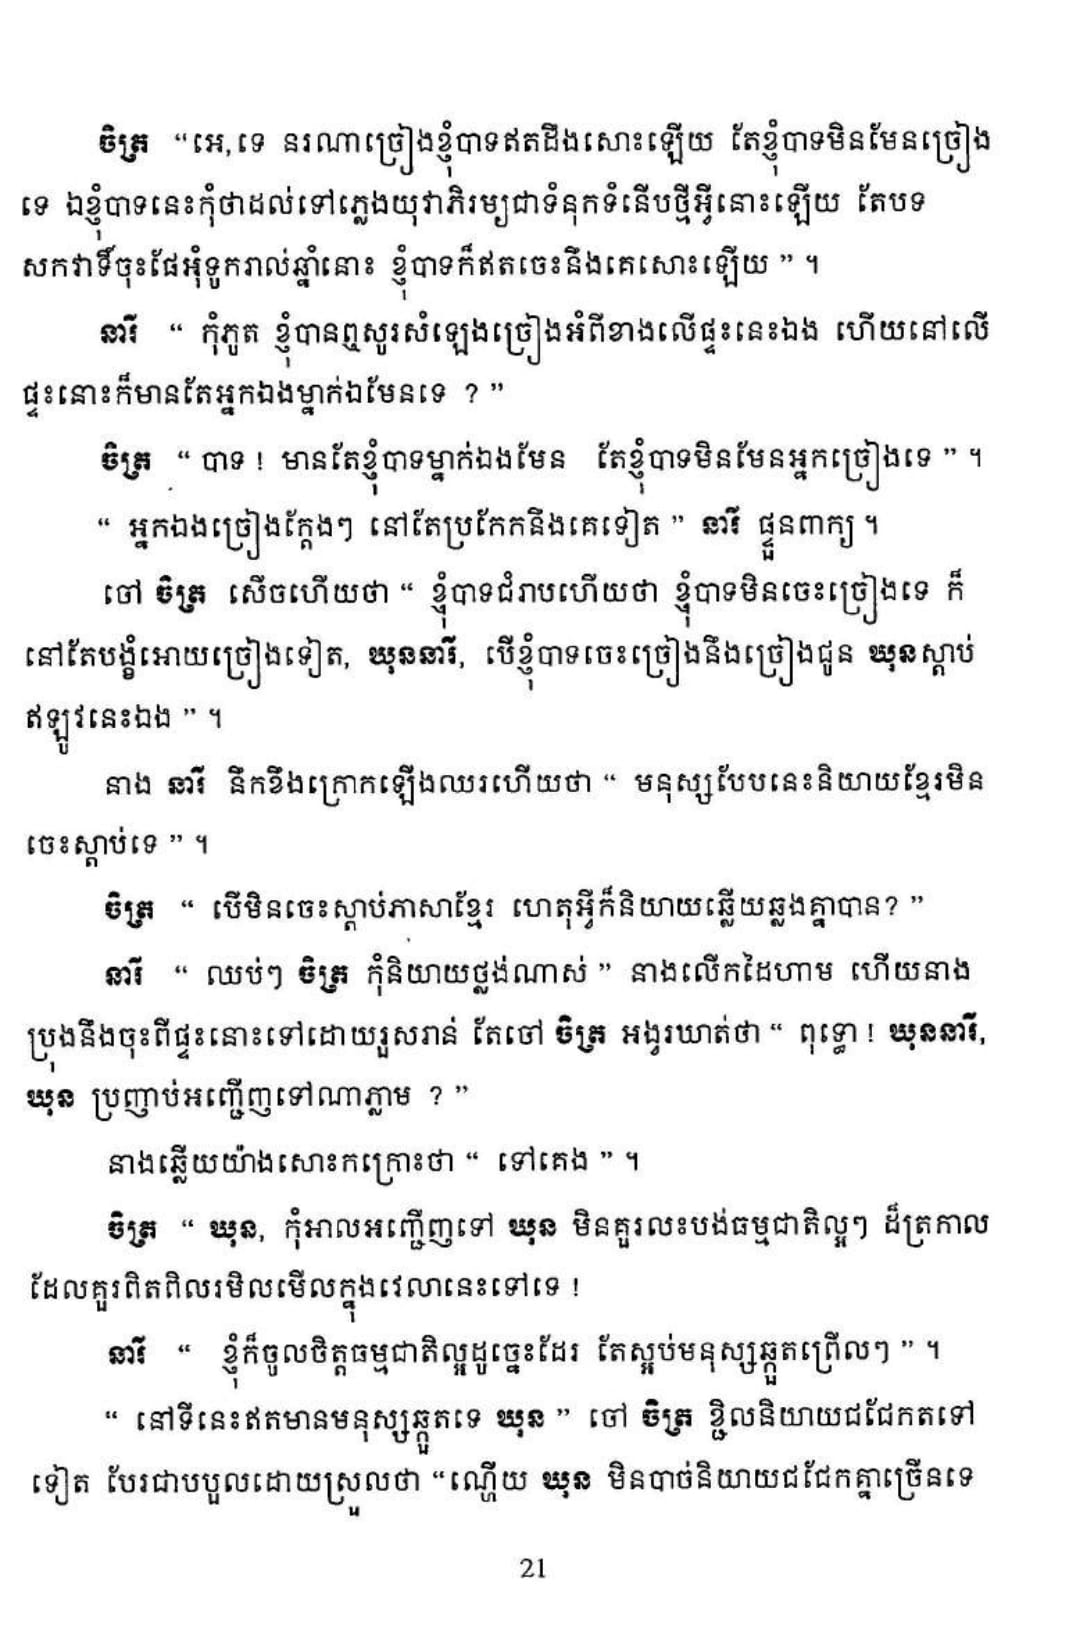 ចិត្រ “អេ, ទេ នរណាច្រៀងខ្ញុំបាទឥតដឹងសោះឡើយ តែខ្ញុំបាទមិនមែនច្រៀង
ទេ ឯខ្ញុំបាទនេះកុំថាដល់ទៅភ្លេងយុវាភិរម្យជាទំនុកទំនើបថ្មីអ្វីនោះឡើយ តែបទ
សកវាទី៏ចុះផែអុំទូករាល់ឆ្នាំនោះ ខ្ញុំបាទក៏ឥតចេះនឹងគេសោះឡើយ ” ។
នារី “ កុំភូត ខ្ញុំបានឮសូរសំឡេងច្រៀងអំពីខាងលើផ្ទះនេះឯង ហើយនៅលើ
ផ្ទះនោះក៏មានតែអ្នកឯងម្នាក់ឯមែនទេ ? ”
ចិត្រ “ បាទ ! មានតែខ្ញុំបាទម្នាក់ឯងមែន តែខ្ញុំបាទមិនមែនអ្នកច្រៀងទេ ” ។
“ អ្នកឯងច្រៀងក្ដែងៗ នៅតែប្រកែកនឹងគេទៀត ” នារី ផ្ទួនពាក្យ ។
ចៅ ចិត្រ សើចហើយថា “ ខ្ញុំបាទជំរាបហើយថា ខ្ញុំបាទមិនចេះច្រៀងទេ ក៏
នៅតែបង្ខំអោយច្រៀងទៀត, ឃុននារី, បើខ្ញុំបាទចេះច្រៀងនឹងច្រៀងជូន ឃុនស្ដាប់
ឥឡូវនេះឯង ” ។
នាង នារី នឹកខឹងក្រោកឡើងឈរហើយថា “ មនុស្សបែបនេះនិយាយខ្មែរមិន
ចេះស្ដាប់ទេ ” ។
ចិត្រ “ បើមិនចេះស្ដាប់ភាសាខ្មែរ ហេតុអ្វីក៏និយាយឆ្លើយឆ្លងគ្នាបាន? ”
នារី “ ឈប់ៗ ចិត្រ កុំនិយាយថ្លង់ណាស់ ” នាងលើកដៃហាម ហើយនាង
ប្រុងនឹងចុះពីផ្ទះនោះទៅដោយរួសរាន់ តែចៅ ចិត្រ អង្វរឃាត់ថា “ ពុទ្ធោ ! ឃុននារី,
ឃុន ប្រញាប់អញ្ជើញទៅណាភ្លាម ? ”
នាងឆ្លើយយ៉ាងសោះកក្រោះថា “ ទៅគេង ” ។
ចិត្រ “ ឃុន, កុំអាលអញ្ជើញទៅ ឃុន មិនគួរលះបង់ធម្មជាតិល្អៗ ដ៏ត្រកាល
ដែលគួរពិតពិលរមិលមើលក្នុងវេលានេះទៅទេ !
នារី “ ខ្ញុំក៏ចូលចិត្តធម្មជាតិល្អដូច្នេះដែរ តែស្អប់មនុស្សឆ្កួតព្រើលៗ ” ។
“ នៅទីនេះឥតមានមនុស្សឆ្កួតទេ ឃុន ” ចៅ ចិត្រ ខ្ជិលនិយាយជជែកតទៅ
ទៀត បែរជាបបួលដោយស្រួលថា “ណ្ហើយ ឃុន មិនបាច់និយាយជជែកគ្នាច្រើនទេ
21